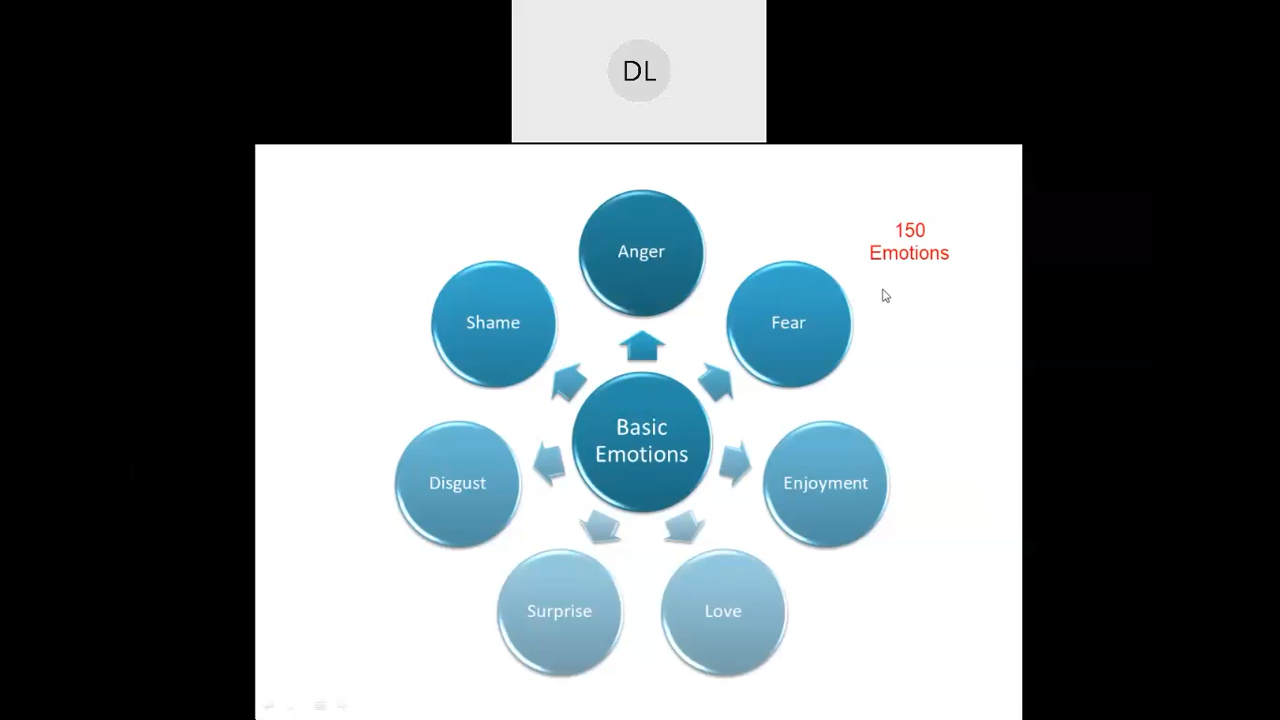 DL
Anger
150
Emotions
Shame
Fear
Basic
Emotions
Disgust
Enjoyment
Surprise
Love